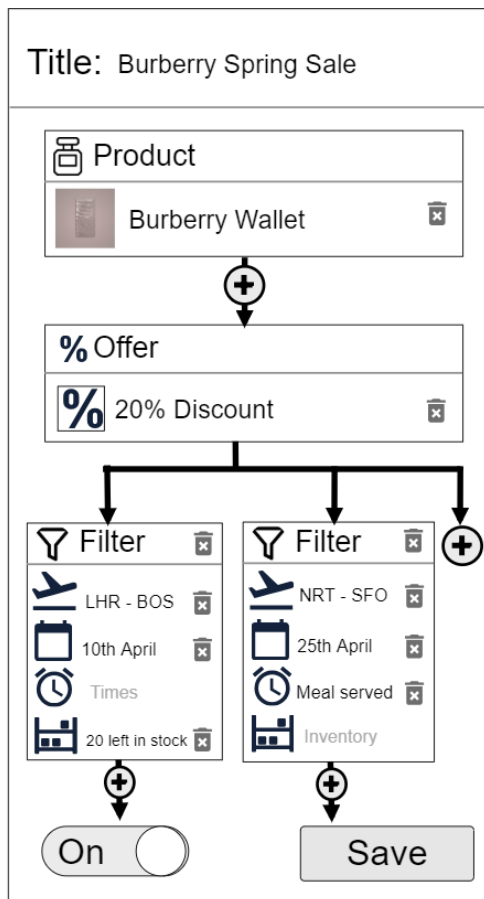 Title: Burberry Spring Sale
Product
Burberry Wallet
% Offer
% 20% Discount
Filter
LHR - BOS
10th April
Times
20 left in stock
Filter
NRT - SFO
25th April
Meal served
Inventory
On
Save